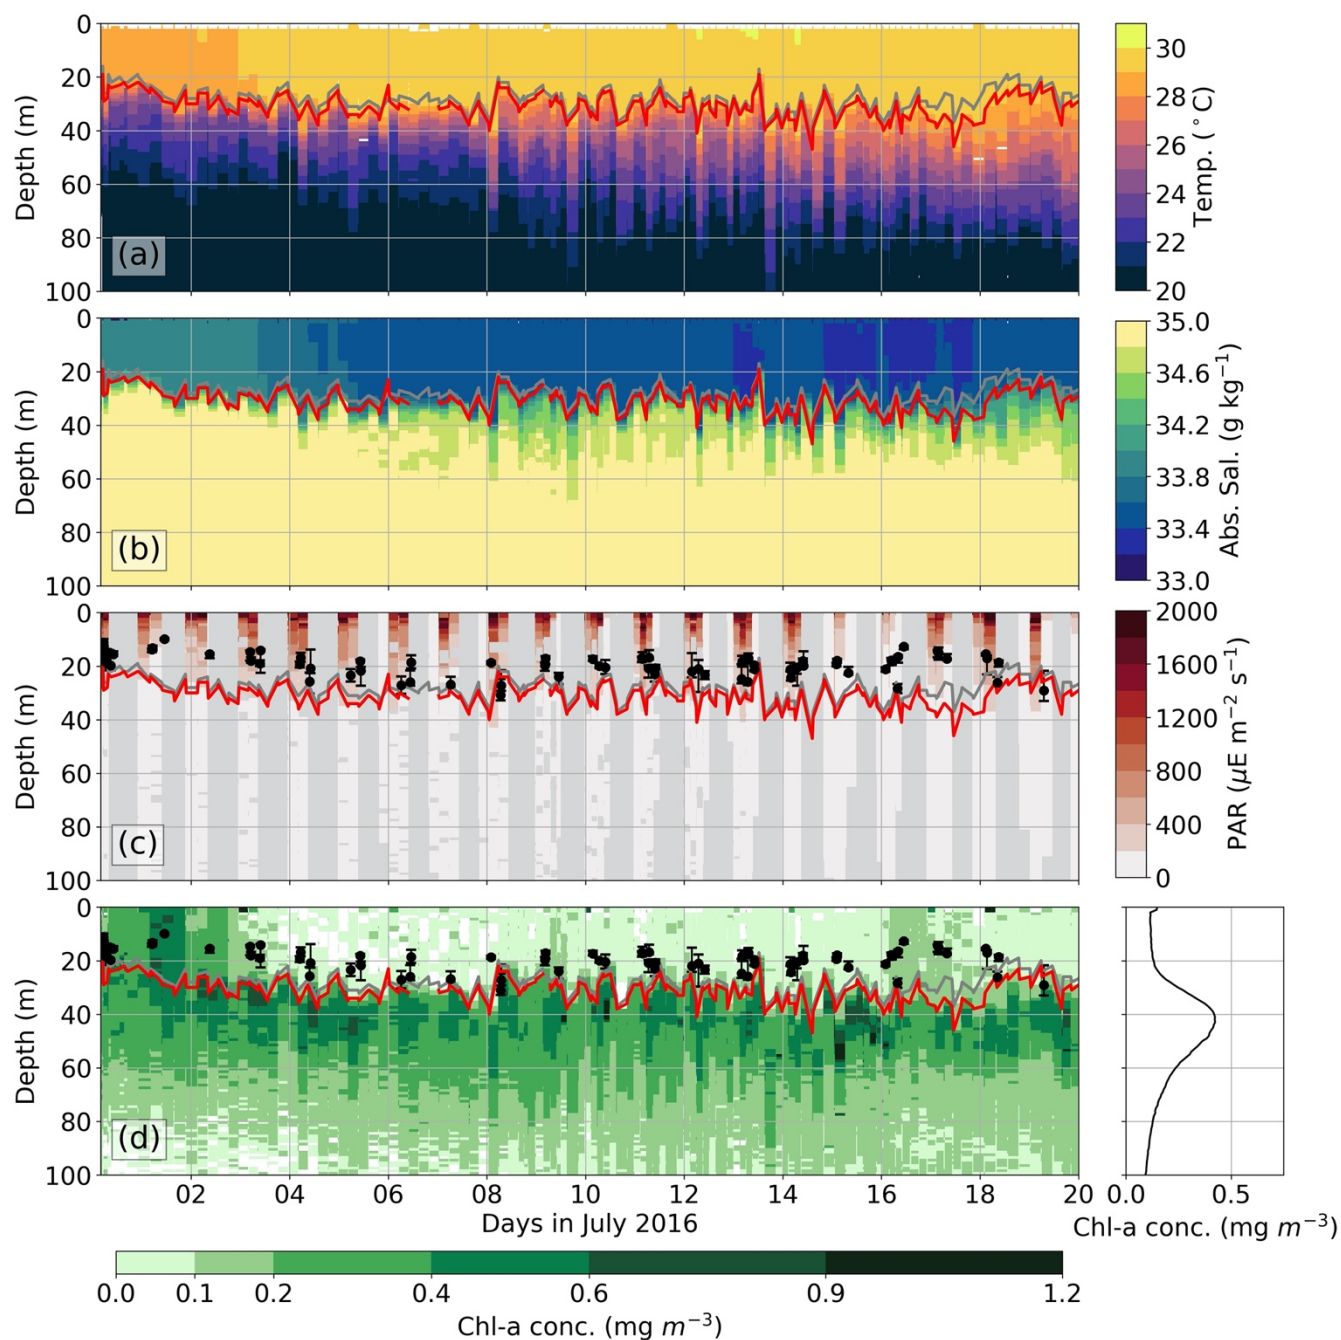 0
20
40
60
80
100
Depth (m)
(a)
30
28
26
24
22
20
Temp. (°C)
0
20
40
60
80
100
Depth (m)
(b)
35.0
34.6
34.2
33.8
33.4
33.0
Abs. Sal. (g kg⁻¹)
0
20
40
60
80
100
Depth (m)
(c)
2000
1600
1200
800
400
0
PAR (μE m⁻² s⁻¹)
0
20
40
60
80
100
Depth (m)
(d)
02 04 06 08 10 12 14 16 18 20
Days in July 2016
0.0 0.5
Chl-a conc. (mg m⁻³)
0.0 0.1 0.2 0.4 0.6 0.9 1.2
Chl-a conc. (mg m⁻³)